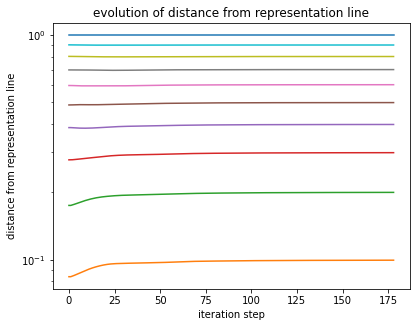 evolution of distance from representation line
distance from representation line
10⁰
10⁻¹
0 25 50 75 100 125 150 175
iteration step